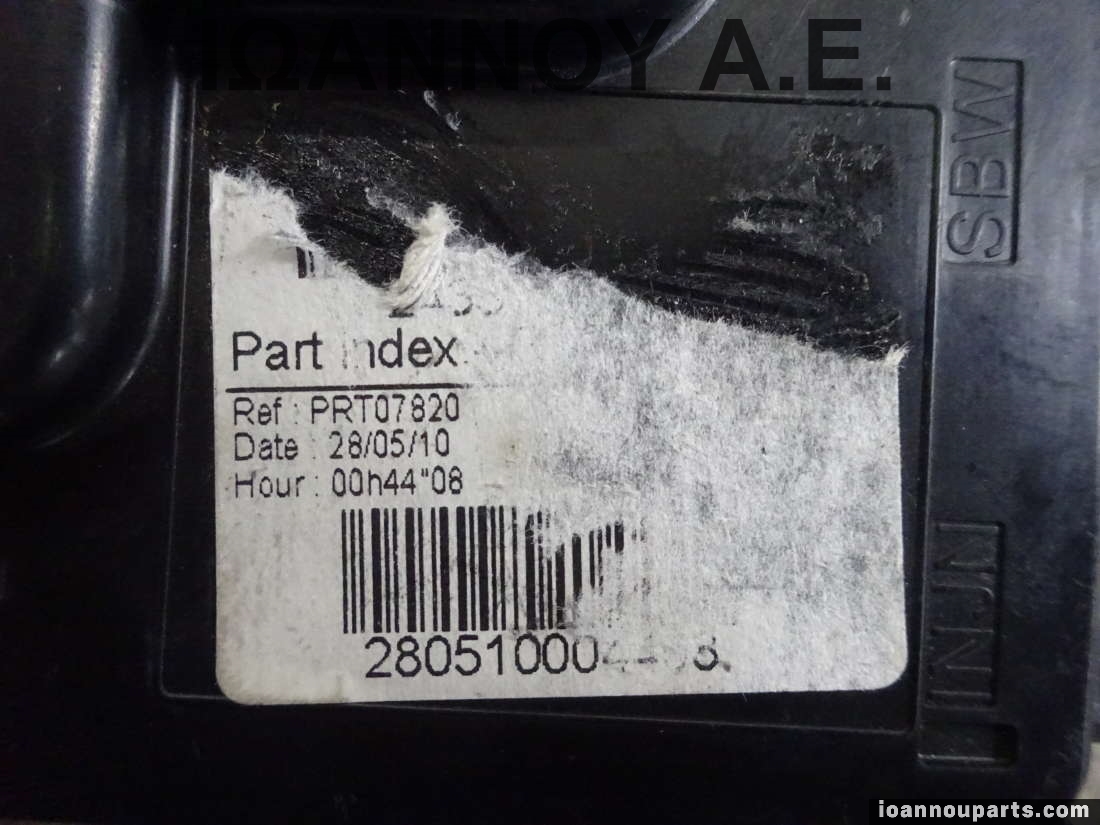 ΙΩΑΝΝΟΥ Α.Ε.
SBW
Part Index
Ref : PRT07820
Date : 28/05/10
Hour : 00h44"08
INJN
ioannouparts.com